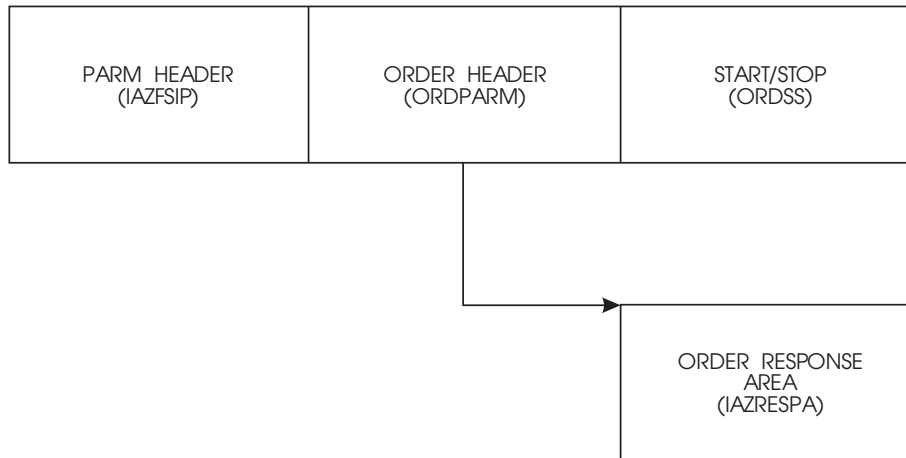 PARM HEADER
(IAZFSIP)
ORDER HEADER
(ORDPARM)
START/STOP
(ORDSS)
ORDER RESPONSE
AREA
(IAZRESPA)